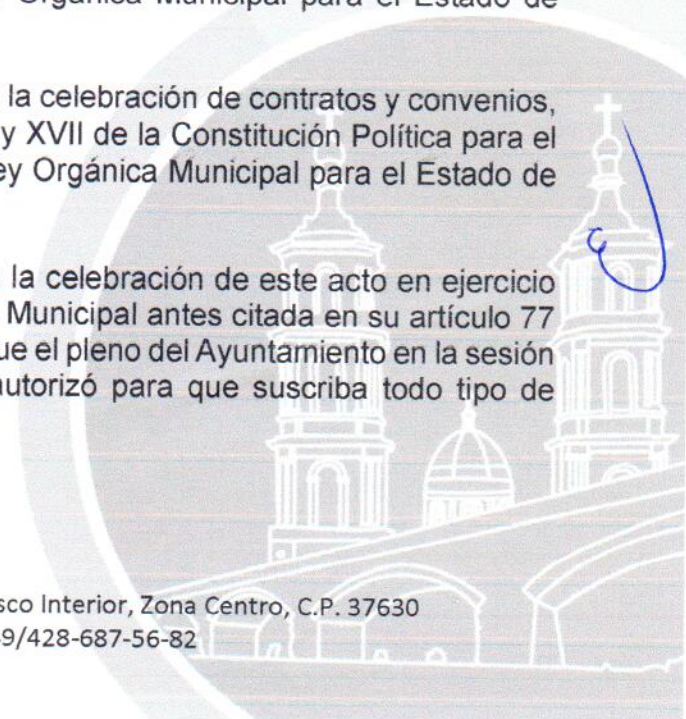 Orgánica Municipal para el Estado de
la celebración de contratos y convenios,
y XVII de la Constitución Política para el
ey Orgánica Municipal para el Estado de
la celebración de este acto en ejercicio
Municipal antes citada en su artículo 77
ue el pleno del Ayuntamiento en la sesión
autorizó para que suscriba todo tipo de
sco Interior, Zona Centro, C.P. 37630
9/428-687-56-82